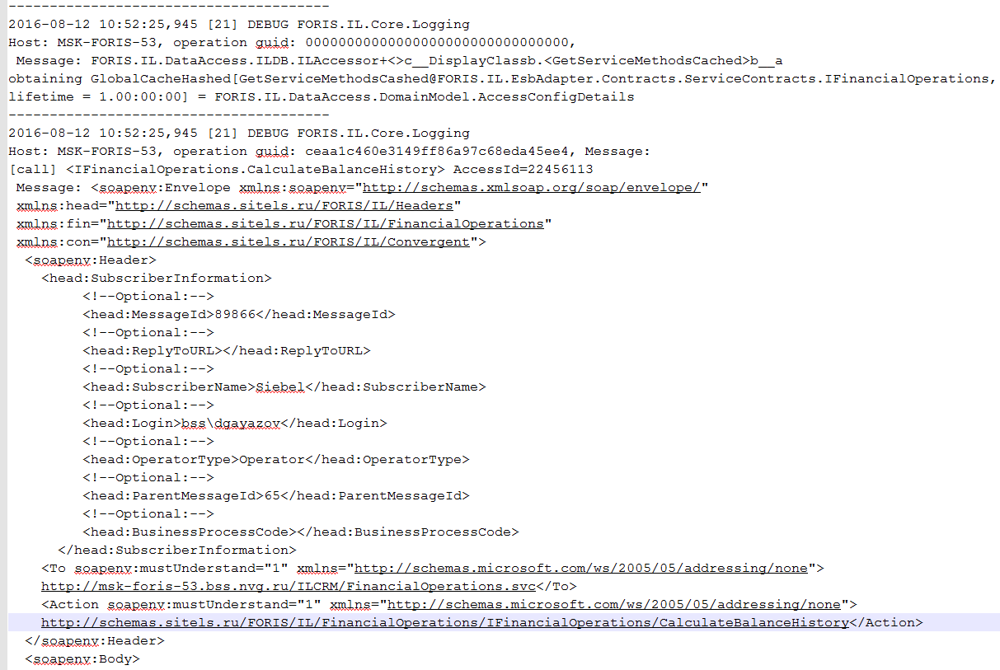 ---------------------------------------
2016-08-12 10:52:25,945 [21] DEBUG FORIS.IL.Core.Logging
Host: MSK-FORIS-53, operation guid: 00000000000000000000000000000000,
Message: FORIS.IL.DataAccess.ILDB.ILAccessor+<>c__DisplayClassb.<GetServiceMethodsCached>b__a
obtaining GlobalCacheHashed[GetServiceMethodsCashed@FORIS.IL.EsbAdapter.Contracts.ServiceContracts.IFinancialOperations,
lifetime = 1.00:00:00] = FORIS.IL.DataAccess.DomainModel.AccessConfigDetails
---------------------------------------
2016-08-12 10:52:25,945 [21] DEBUG FORIS.IL.Core.Logging
Host: MSK-FORIS-53, operation guid: ceaa1c460e3149ff86a97c68eda45ee4, Message:
[call] <IFinancialOperations.CalculateBalanceHistory> AccessId=22456113
Message: <soapenv:Envelope xmlns:soapenv="http://schemas.xmlsoap.org/soap/envelope/"
xmlns:head="http://schemas.sitels.ru/FORIS/IL/Headers"
xmlns:fin="http://schemas.sitels.ru/FORIS/IL/FinancialOperations"
xmlns:con="http://schemas.sitels.ru/FORIS/IL/Convergent">
<soapenv:Header>
<head:SubscriberInformation>
<!--Optional:-->
<head:MessageId>89866</head:MessageId>
<!--Optional:-->
<head:ReplyToURL></head:ReplyToURL>
<!--Optional:-->
<head:SubscriberName>Siebel</head:SubscriberName>
<!--Optional:-->
<head:Login>bss\dgayazov</head:Login>
<!--Optional:-->
<head:OperatorType>Operator</head:OperatorType>
<!--Optional:-->
<head:ParentMessageId>65</head:ParentMessageId>
<!--Optional:-->
<head:BusinessProcessCode></head:BusinessProcessCode>
</head:SubscriberInformation>
<To soapenv:mustUnderstand="1" xmlns="http://schemas.microsoft.com/ws/2005/05/addressing/none">
http://msk-foris-53.bss.nvg.ru/ILCRM/FinancialOperations.svc</To>
<Action soapenv:mustUnderstand="1" xmlns="http://schemas.microsoft.com/ws/2005/05/addressing/none">
http://schemas.sitels.ru/FORIS/IL/FinancialOperations/IFinancialOperations/CalculateBalanceHistory</Action>
</soapenv:Header>
<soapenv:Body>